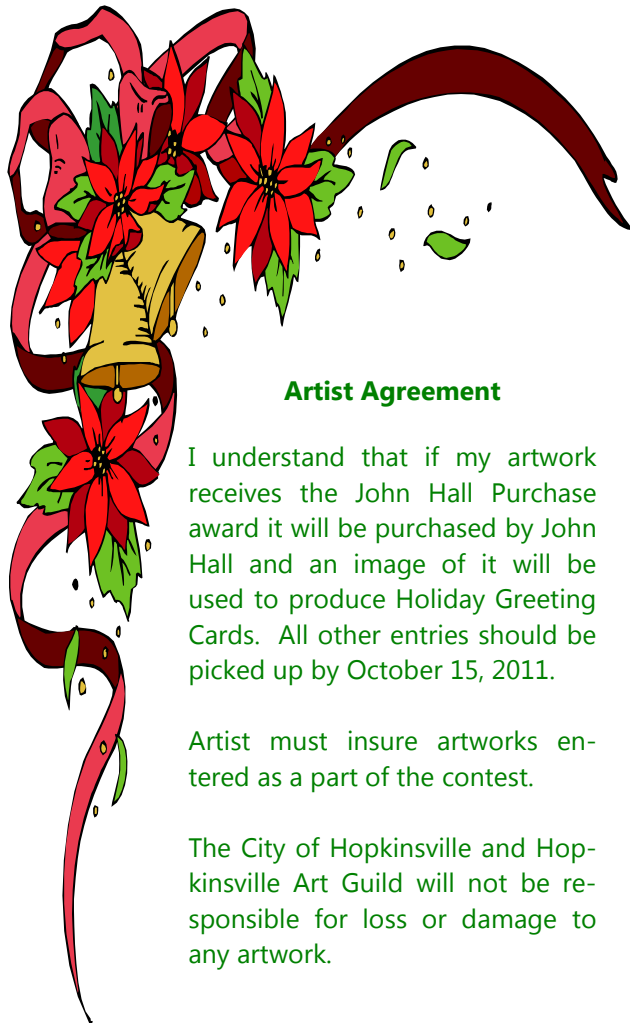 Artist Agreement
I understand that if my artwork
receives the John Hall Purchase
award it will be purchased by John
Hall and an image of it will be
used to produce Holiday Greeting
Cards.  All other entries should be
picked up by October 15, 2011.
Artist must insure artworks en-
tered as a part of the contest.
The City of Hopkinsville and Hop-
kinsville Art Guild will not be re-
sponsible for loss or damage to
any artwork.